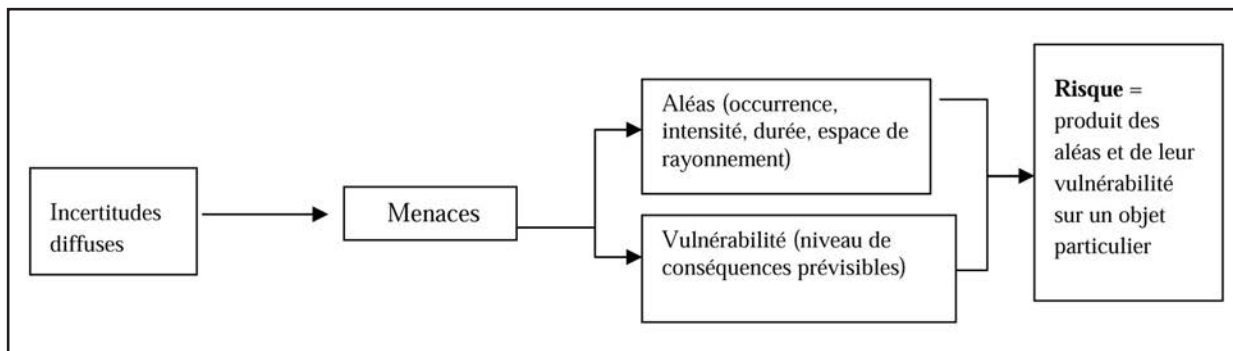 Incertitudes
diffuses
Menaces
Aléas (occurrence,
intensité, durée, espace de
rayonnement)
Vulnérabilité (niveau de
conséquences prévisibles)
Risque =
produit des
aléas et de leur
vulnérabilité
sur un objet
particulier